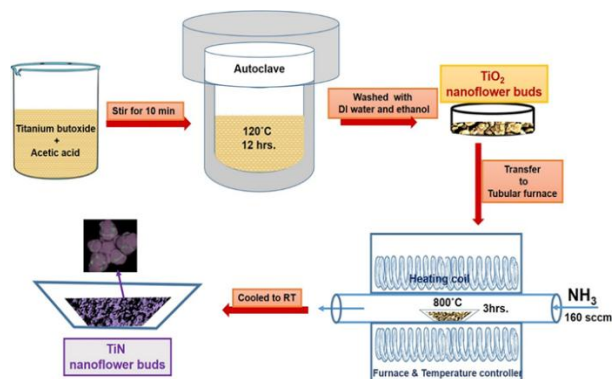 Titanium butoxide
+
Acetic acid
Stir for 10 min
Autoclave
120°C
12 hrs.
Washed with
DI water and ethanol
TiO₂
nanoflower buds
Transfer
to
Tubular furnace
Heating coil
800°C
3hrs.
NH₃
160 sccm
Furnace & Temperature controller
Cooled to RT
TiN
nanoflower buds